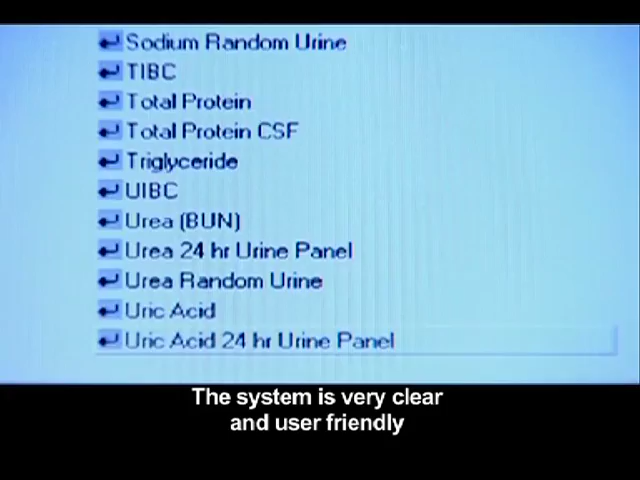 Sodium Random Urine
TIBC
Total Protein
Total Protein CSF
Triglyceride
UIBC
Urea (BUN)
Urea 24 hr Urine Panel
Urea Random Urine
Uric Acid
Uric Acid 24 hr Urine Panel
The system is very clear
and user friendly